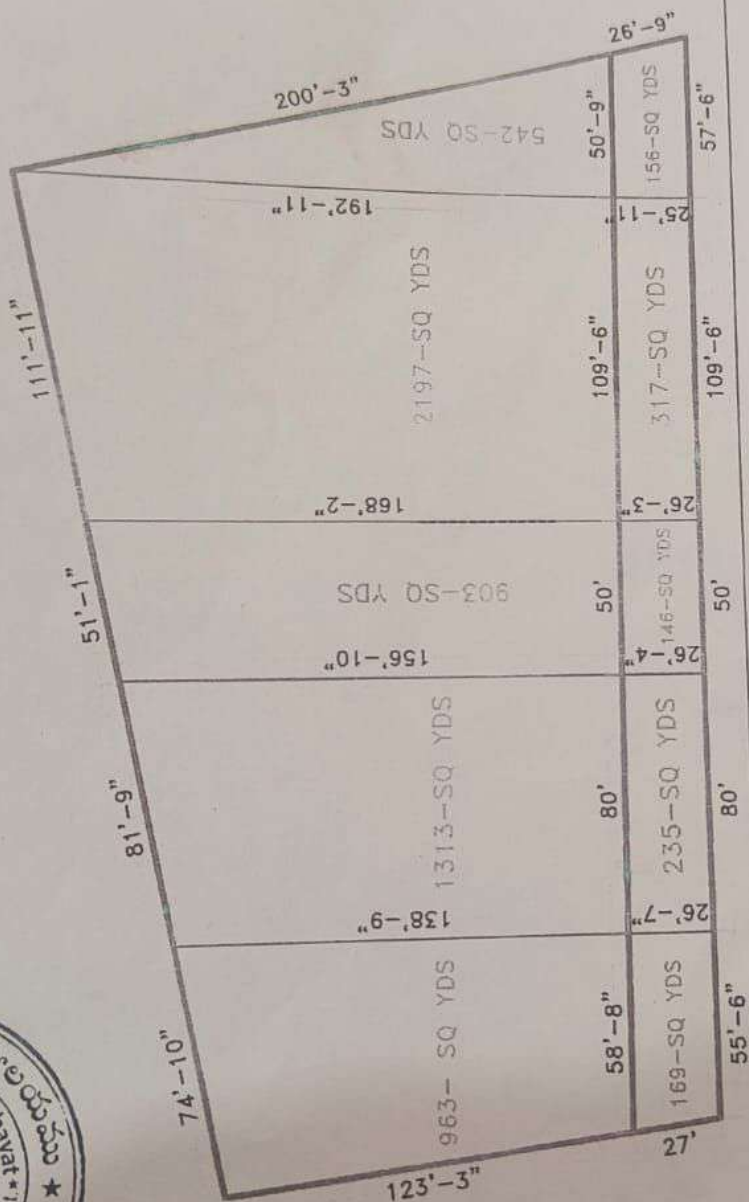 26'-9"
200'-3"
542-SQ YDS
50'-9"
156-SQ YDS
57'-6"
192'-11"
25'-11"
111'-11"
2197-SQ YDS
109'-6"
317-SQ YDS
109'-6"
168'-2"
26'-3"
51'-1"
903-SQ YDS
50'
146-SQ YDS
50'
156'-10"
26'-4"
81'-9"
1313-SQ YDS
80'
235-SQ YDS
80'
138'-9"
26'-7"
74'-10"
963- SQ YDS
58'-8"
169-SQ YDS
55'-6"
123'-3"
27'